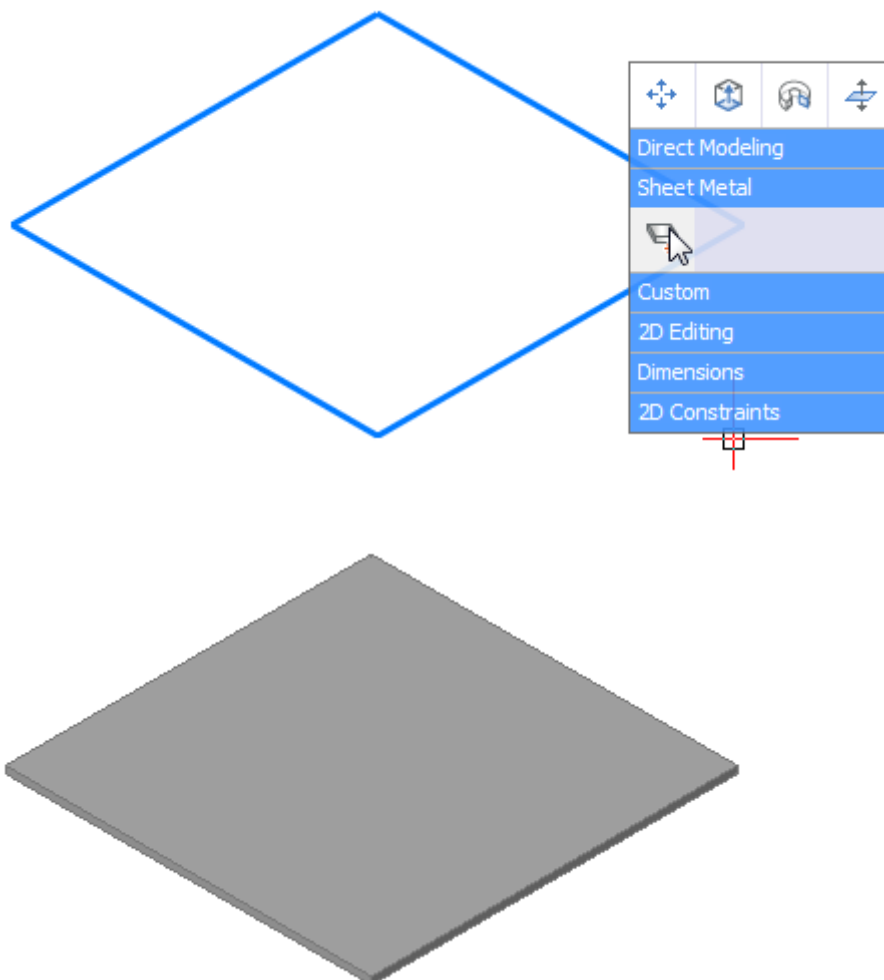 Direct Modeling
Sheet Metal
Custom
2D Editing
Dimensions
2D Constraints